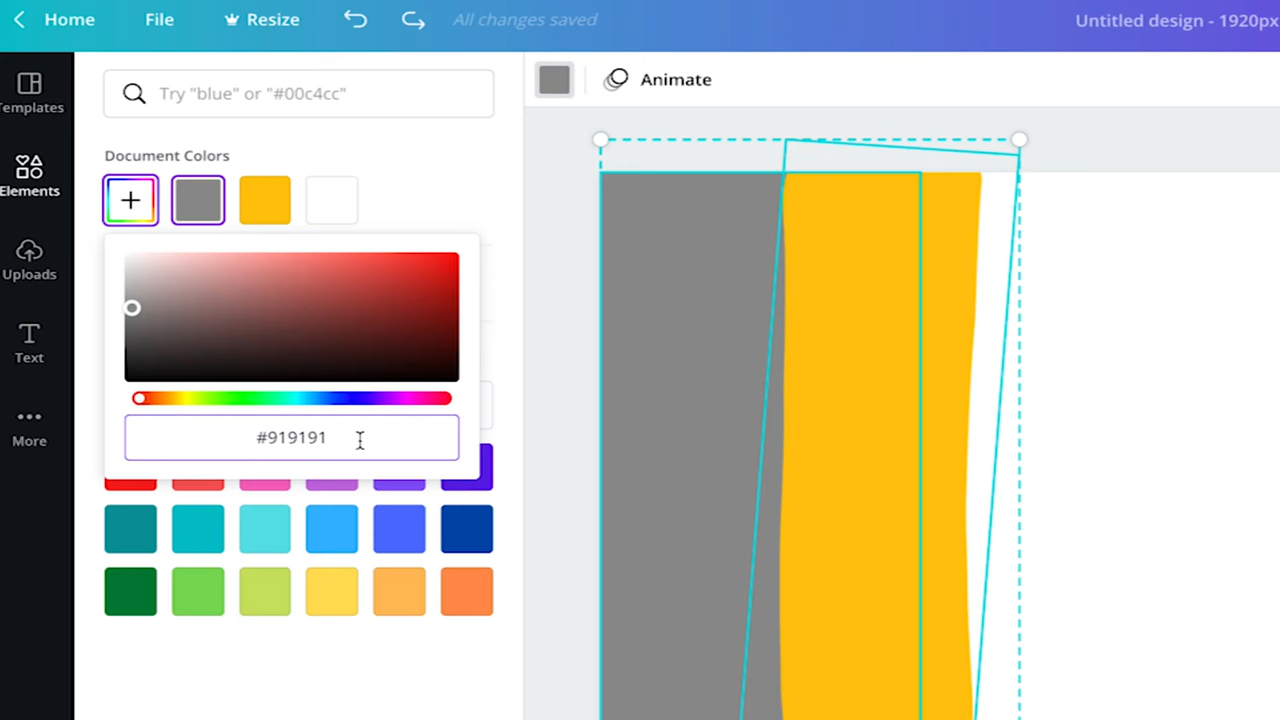 Home File Resize All changes saved Untitled design - 1920px
Templates
Elements
Uploads
Text
More
Try "blue" or "#00c4cc"
Document Colors
+
#919191
Animate